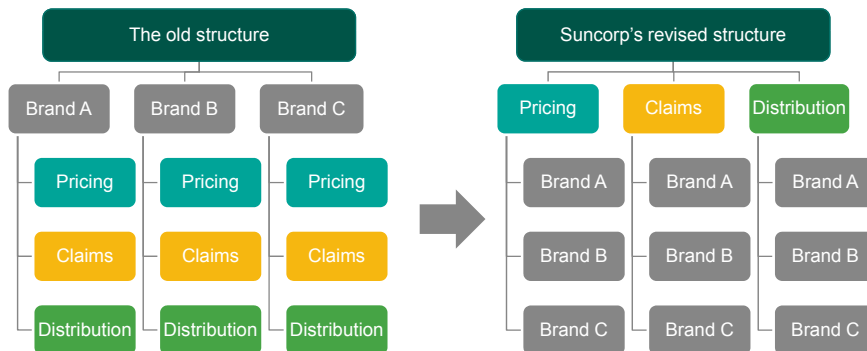 The old structure
Brand A
Brand B
Brand C
Pricing
Pricing
Pricing
Claims
Claims
Claims
Distribution
Distribution
Distribution
Suncorp's revised structure
Pricing
Claims
Distribution
Brand A
Brand A
Brand A
Brand B
Brand B
Brand B
Brand C
Brand C
Brand C